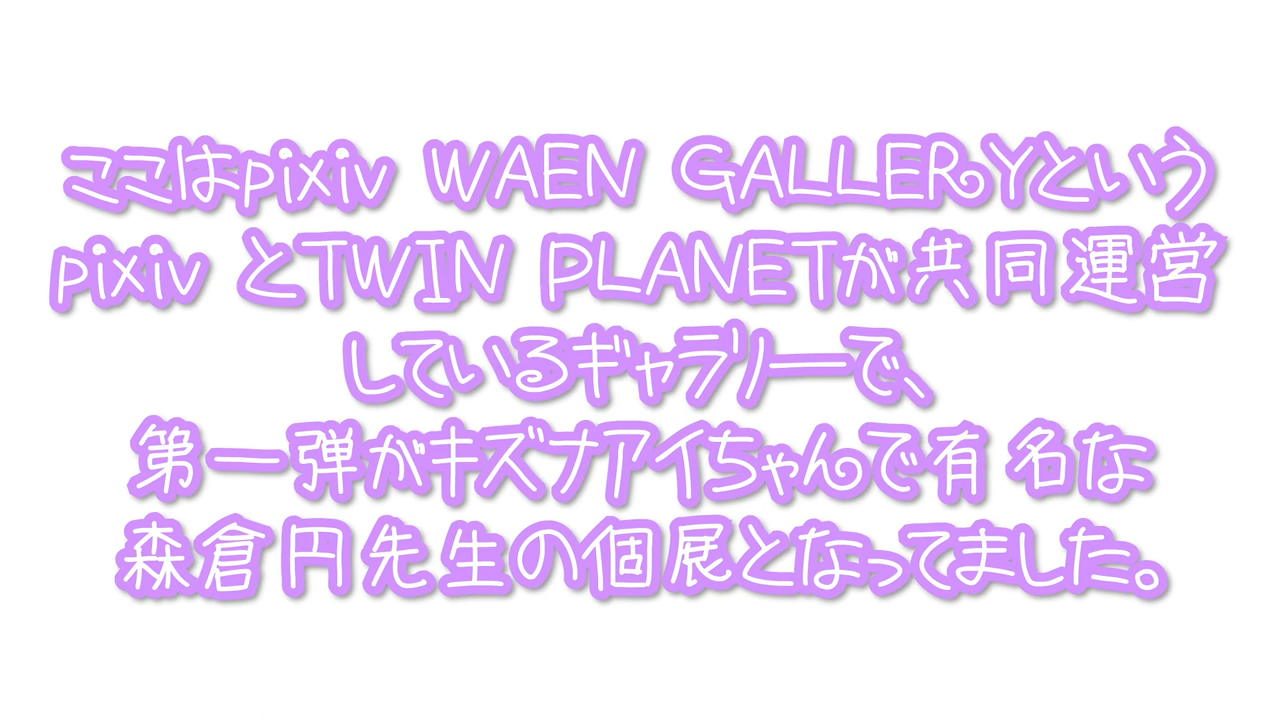 ここはpixiv WAEN GALLERYという
pixiv とTWIN PLANETが共同運営
しているギャラリーで、
第一弾がキズナアイちゃんで有名な
森倉円先生の個展となってました。